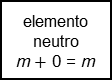 elemento
neutro
m + 0 = m